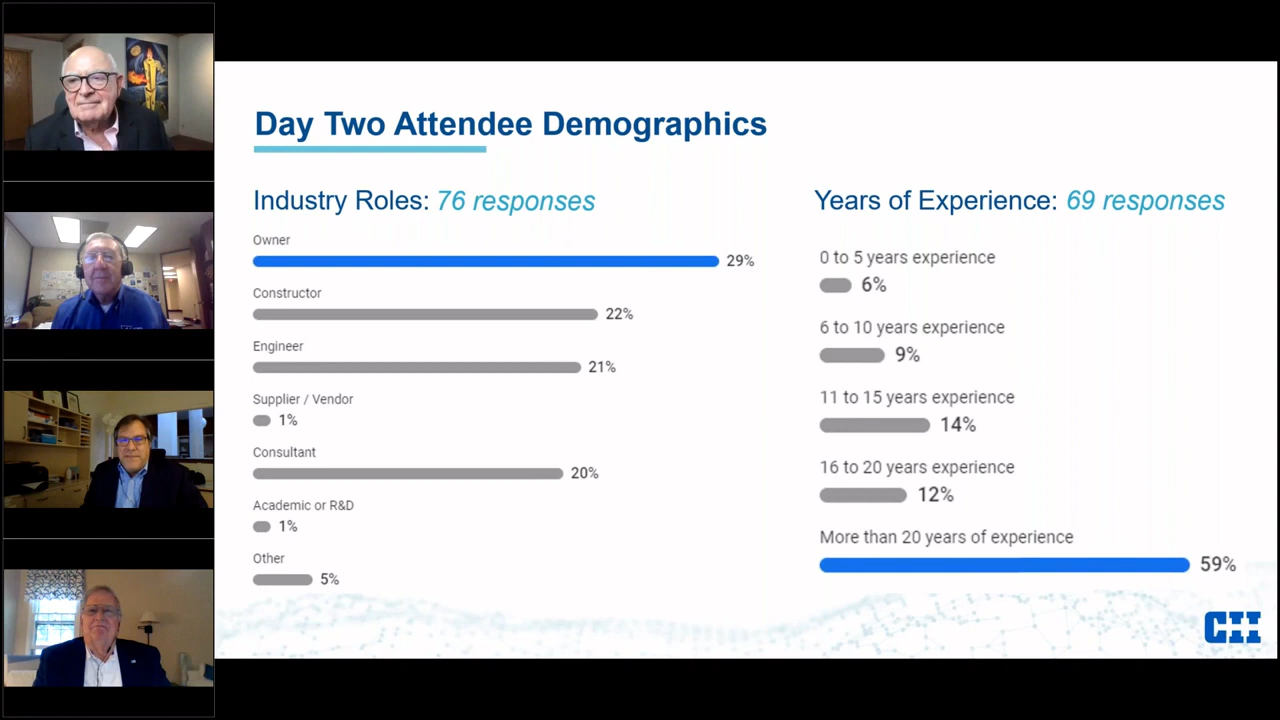 Day Two Attendee Demographics
Industry Roles: 76 responses
Owner
29%
Constructor
22%
Engineer
21%
Supplier / Vendor
1%
Consultant
20%
Academic or R&D
1%
Other
5%
Years of Experience: 69 responses
0 to 5 years experience
6%
6 to 10 years experience
9%
11 to 15 years experience
14%
16 to 20 years experience
12%
More than 20 years of experience
59%
CII